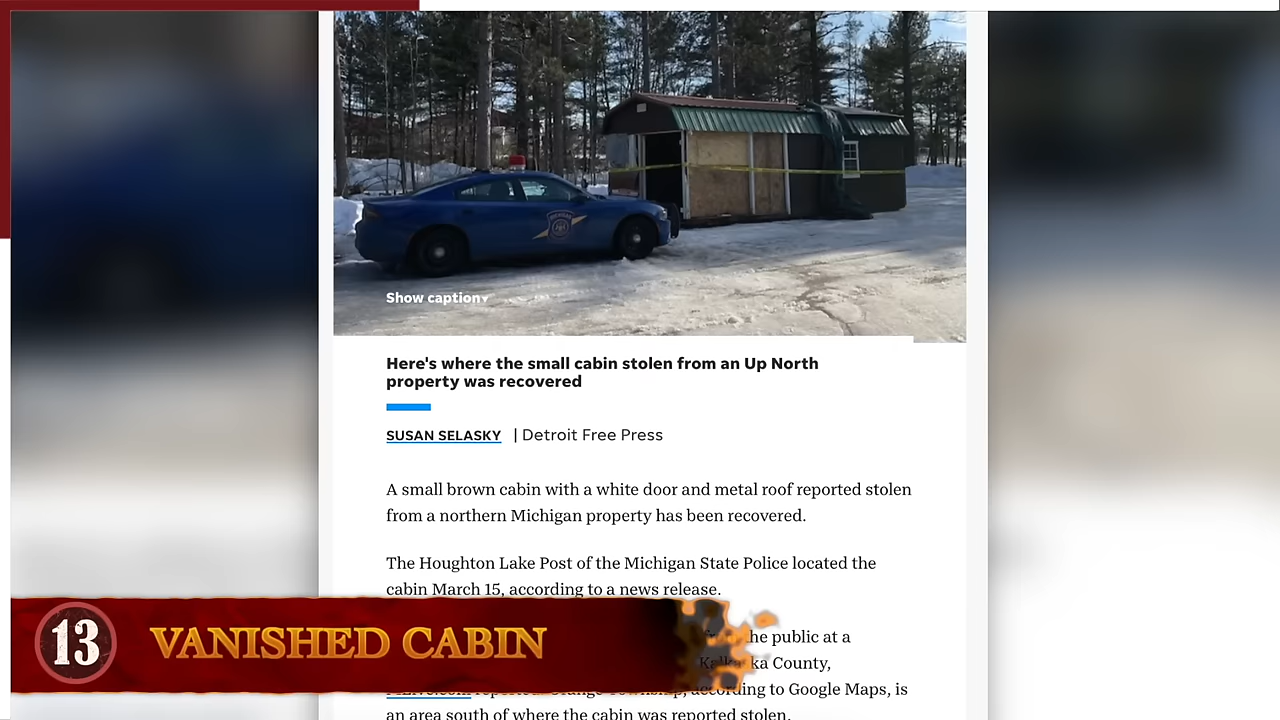 MICHIGAN
Show caption
Here's where the small cabin stolen from an Up North
property was recovered
SUSAN SELASKY | Detroit Free Press
A small brown cabin with a white door and metal roof reported stolen
from a northern Michigan property has been recovered.
The Houghton Lake Post of the Michigan State Police located the
cabin March 15, according to a news release.
the public at a
County,
according to Google Maps, is
an area south of where the cabin was reported stolen.
13 VANISHED CABIN